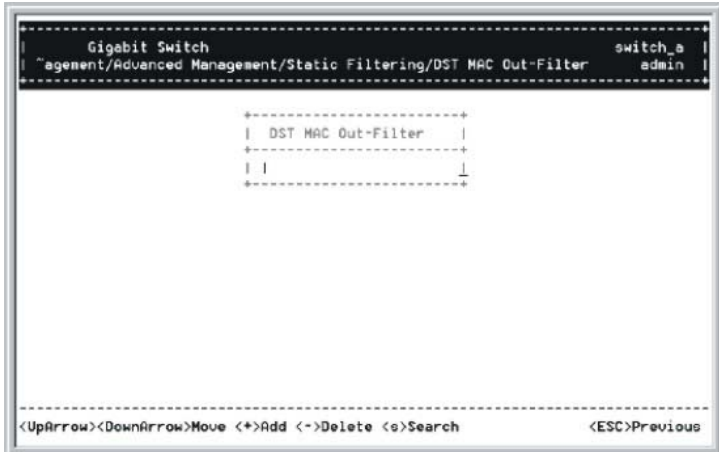 Gigabit Switch switch_a
~agement/Advanced Management/Static Filtering/DST MAC Out-Filter admin
DST MAC Out-Filter
<UpArrow><DownArrow>Move <+>Add <->Delete <s>Search <ESC>Previous